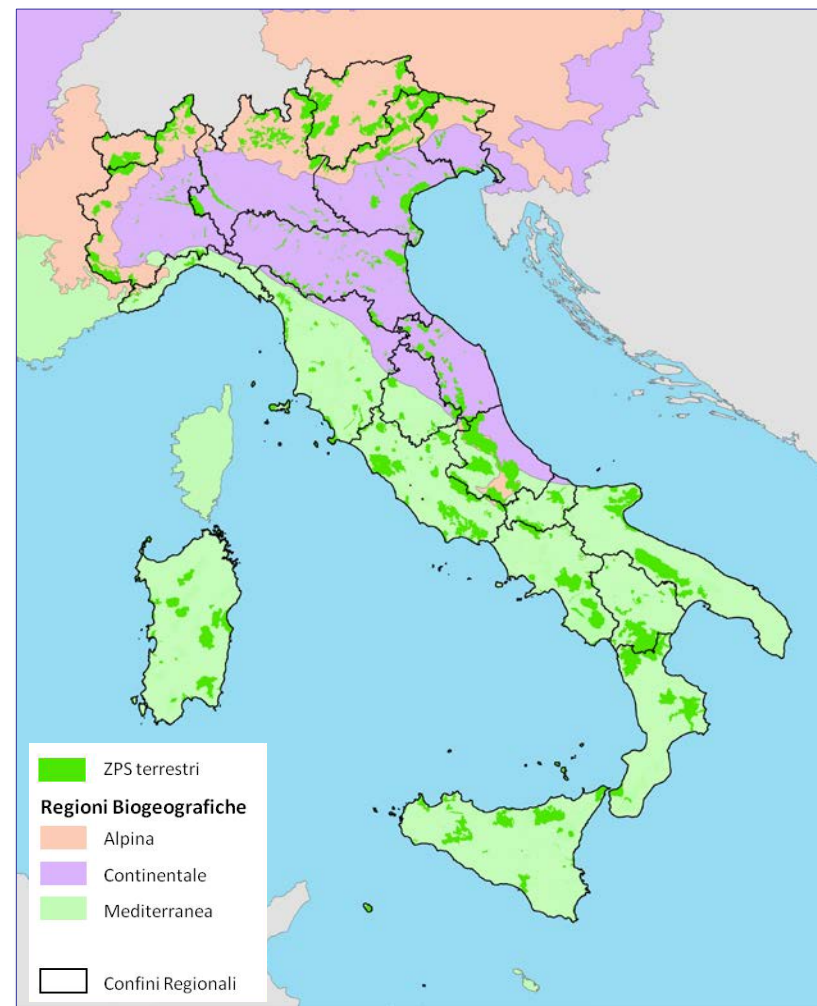 ZPS terrestri
Regioni Biogeografiche
Alpina
Continentale
Mediterranea
Confini Regionali